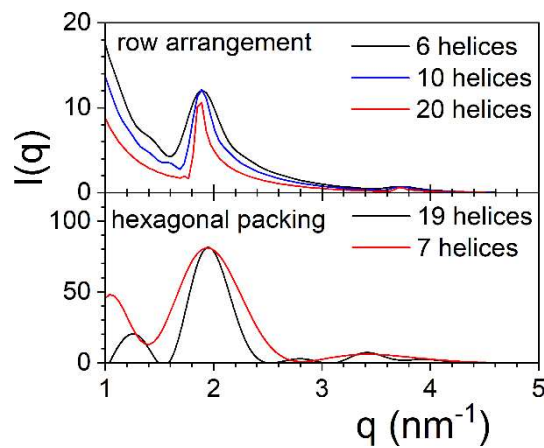 20
row arrangement
6 helices
10 helices
20 helices
10
0
I(q)
100
hexagonal packing
19 helices
7 helices
50
0
1 2 3 4 5
q (nm⁻¹)